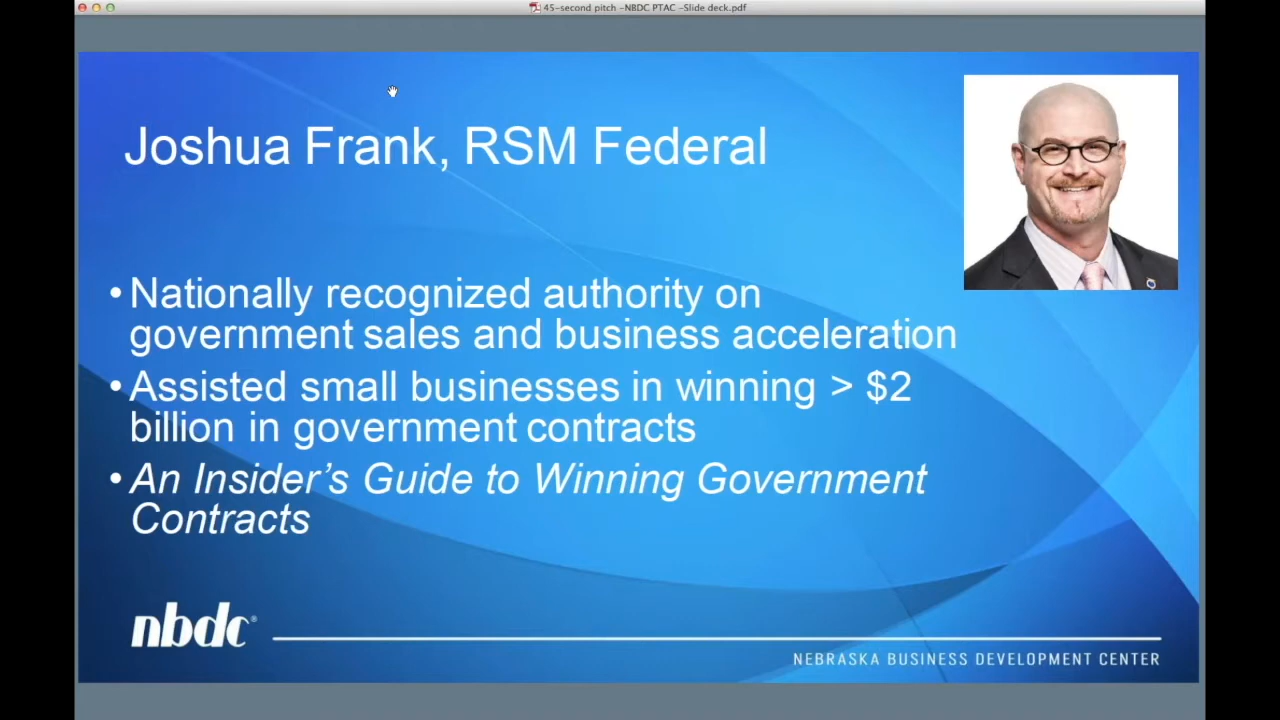 45-second pitch -NBDC PTAC -Slide deck.pdf
Joshua Frank, RSM Federal
• Nationally recognized authority on
government sales and business acceleration
• Assisted small businesses in winning > $2
billion in government contracts
• An Insider’s Guide to Winning Government
Contracts
nbdc®
NEBRASKA BUSINESS DEVELOPMENT CENTER